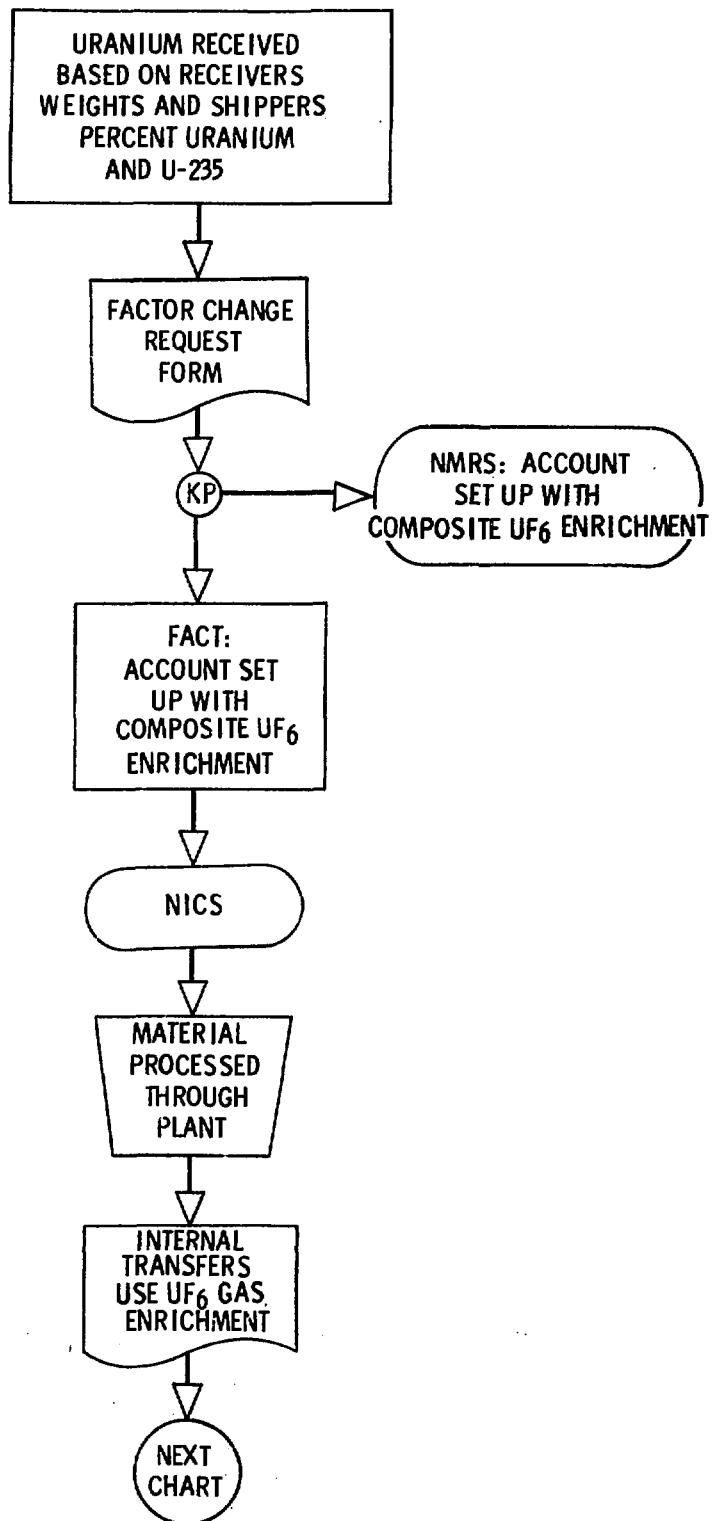 URANIUM RECEIVED
BASED ON RECEIVERS
WEIGHTS AND SHIPPERS
PERCENT URANIUM
AND U-235
FACTOR CHANGE
REQUEST
FORM
KP
NMRS: ACCOUNT
SET UP WITH
COMPOSITE UF6 ENRICHMENT
FACT:
ACCOUNT SET
UP WITH
COMPOSITE UF6
ENRICHMENT
NICS
MATERIAL
PROCESSED
THROUGH
PLANT
INTERNAL
TRANSFERS
USE UF6 GAS
ENRICHMENT
NEXT
CHART